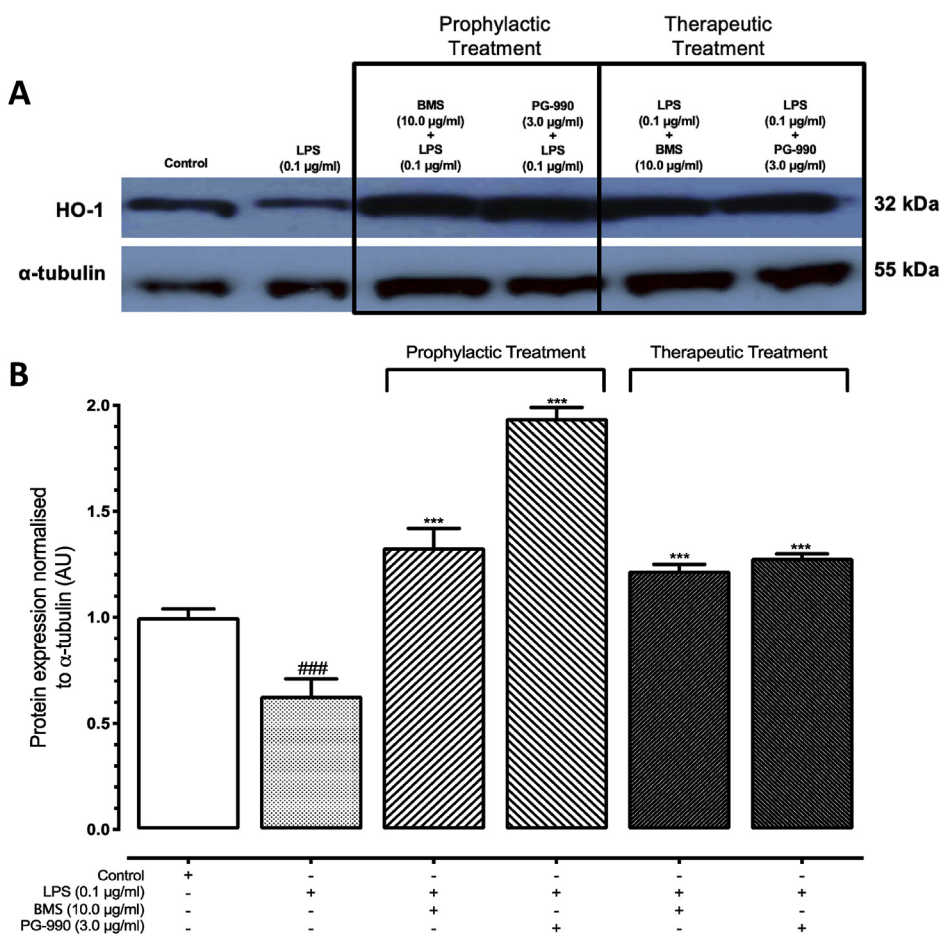 Prophylactic
Treatment
Therapeutic
Treatment
A
Control
LPS
(0.1 µg/ml)
BMS
(10.0 µg/ml)
+
LPS
(0.1 µg/ml)
PG-990
(3.0 µg/ml)
+
LPS
(0.1 µg/ml)
LPS
(0.1 µg/ml)
+
BMS
(10.0 µg/ml)
LPS
(0.1 µg/ml)
+
PG-990
(3.0 µg/ml)
HO-1
32 kDa
α-tubulin
55 kDa
B
Prophylactic Treatment
Therapeutic Treatment
Protein expression normalised
to α-tubulin (AU)
2.0
1.5
1.0
0.5
0.0
###
***
***
***
***
Control + - - - - -
LPS (0.1 µg/ml) - + + + + +
BMS (10.0 µg/ml) - - + - + -
PG-990 (3.0 µg/ml) - - - + - +